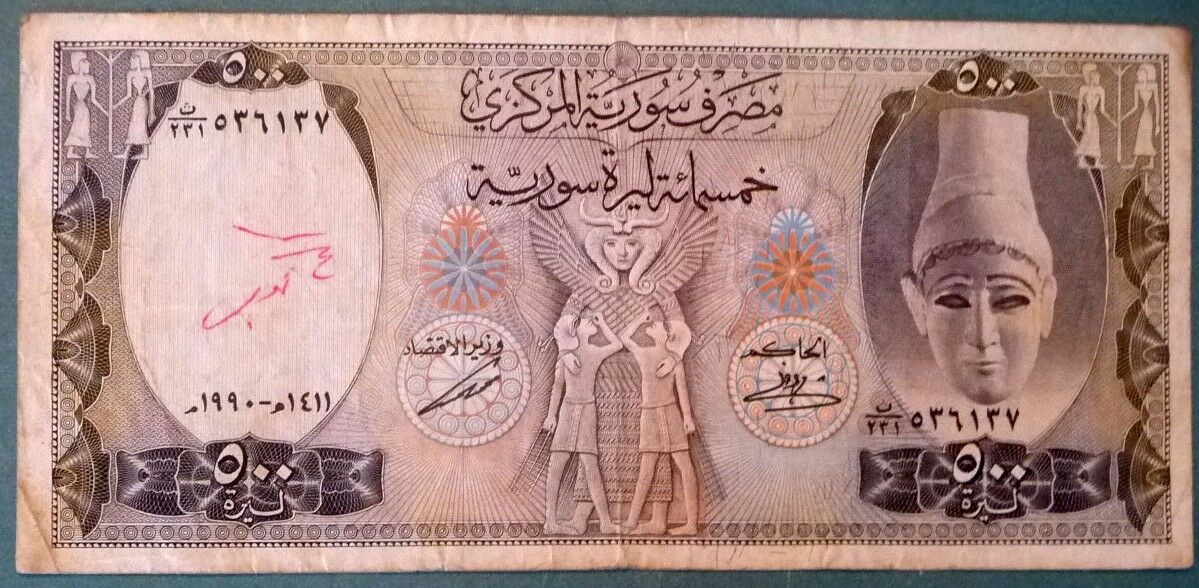 ٥٠٠
٥٠٠
مصرف سورية المركزي
ث/٢٣١ ٥٣٦١٣٧
خمسمائة ليرة سورية
الحاكم
وزير الاقتصاد
١٤١١هـ-١٩٩٠م
ث/٢٣١ ٥٣٦١٣٧
٥٠٠
ليرة
٥٠٠
ليرة